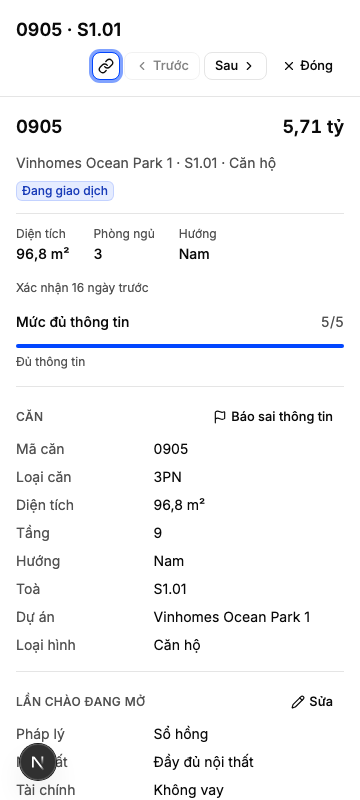 0905 · S1.01
Trước Sau Đóng
0905 5,71 tỷ
Vinhomes Ocean Park 1 · S1.01 · Căn hộ
Đang giao dịch
Diện tích Phòng ngủ Hướng
96,8 m² 3 Nam
Xác nhận 16 ngày trước
Mức đủ thông tin 5/5
Đủ thông tin
CĂN Báo sai thông tin
Mã căn 0905
Loại căn 3PN
Diện tích 96,8 m²
Tầng 9
Hướng Nam
Toà S1.01
Dự án Vinhomes Ocean Park 1
Loại hình Căn hộ
LẦN CHÀO ĐANG MỞ Sửa
Pháp lý Sổ hồng
N Đầy đủ nội thất
Tài chính Không vay